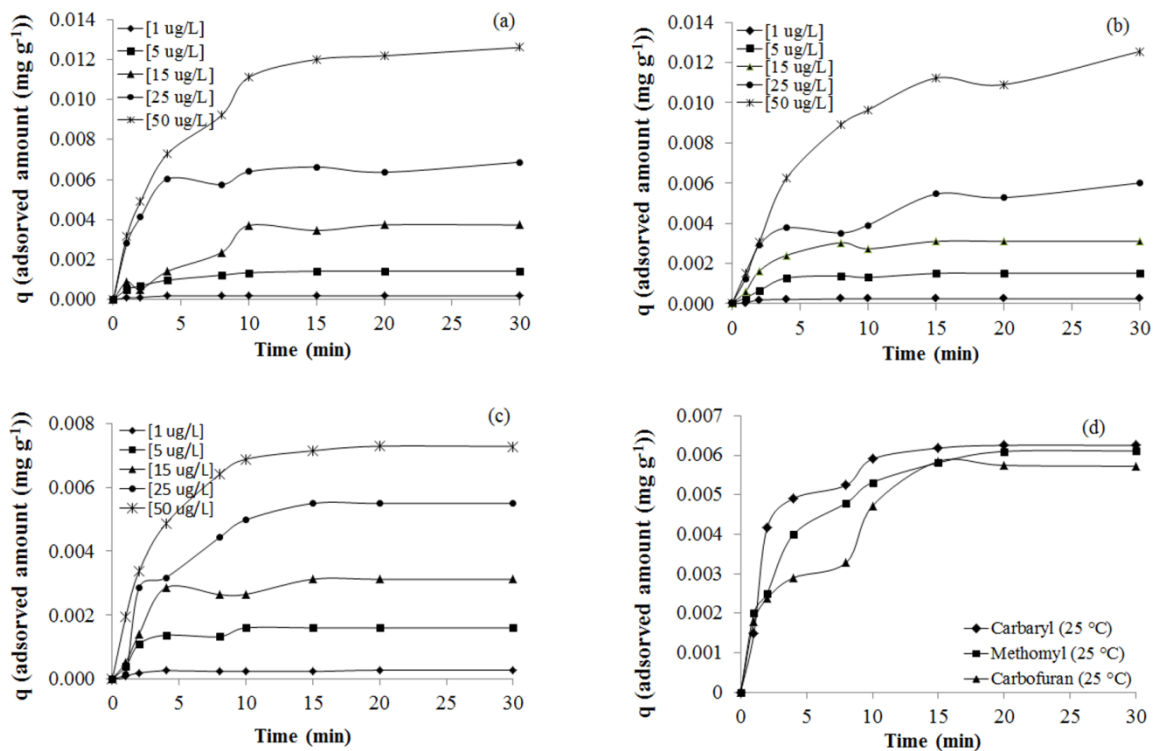 (a)
0.014
0.012
0.010
0.008
0.006
0.004
0.002
0.000
[1 ug/L]
[5 ug/L]
[15 ug/L]
[25 ug/L]
[50 ug/L]
q (adsorved amount (mg g⁻¹))
0 5 10 15 20 25 30
Time (min)
(b)
0.014
0.012
0.010
0.008
0.006
0.004
0.002
0.000
[1 ug/L]
[5 ug/L]
[15 ug/L]
[25 ug/L]
[50 ug/L]
q (adsorved amount (mg g⁻¹))
0 5 10 15 20 25 30
Time (min)
(c)
0.008
0.006
0.004
0.002
0.000
[1 ug/L]
[5 ug/L]
[15 ug/L]
[25 ug/L]
[50 ug/L]
q (adsorved amount (mg g⁻¹))
0 5 10 15 20 25 30
Time (min)
(d)
0.007
0.006
0.005
0.004
0.003
0.002
0.001
0
q (adsorved amount (mg g⁻¹))
Carbaryl (25 °C)
Methomyl (25 °C)
Carbofuran (25 °C)
0 5 10 15 20 25 30
Time (min)